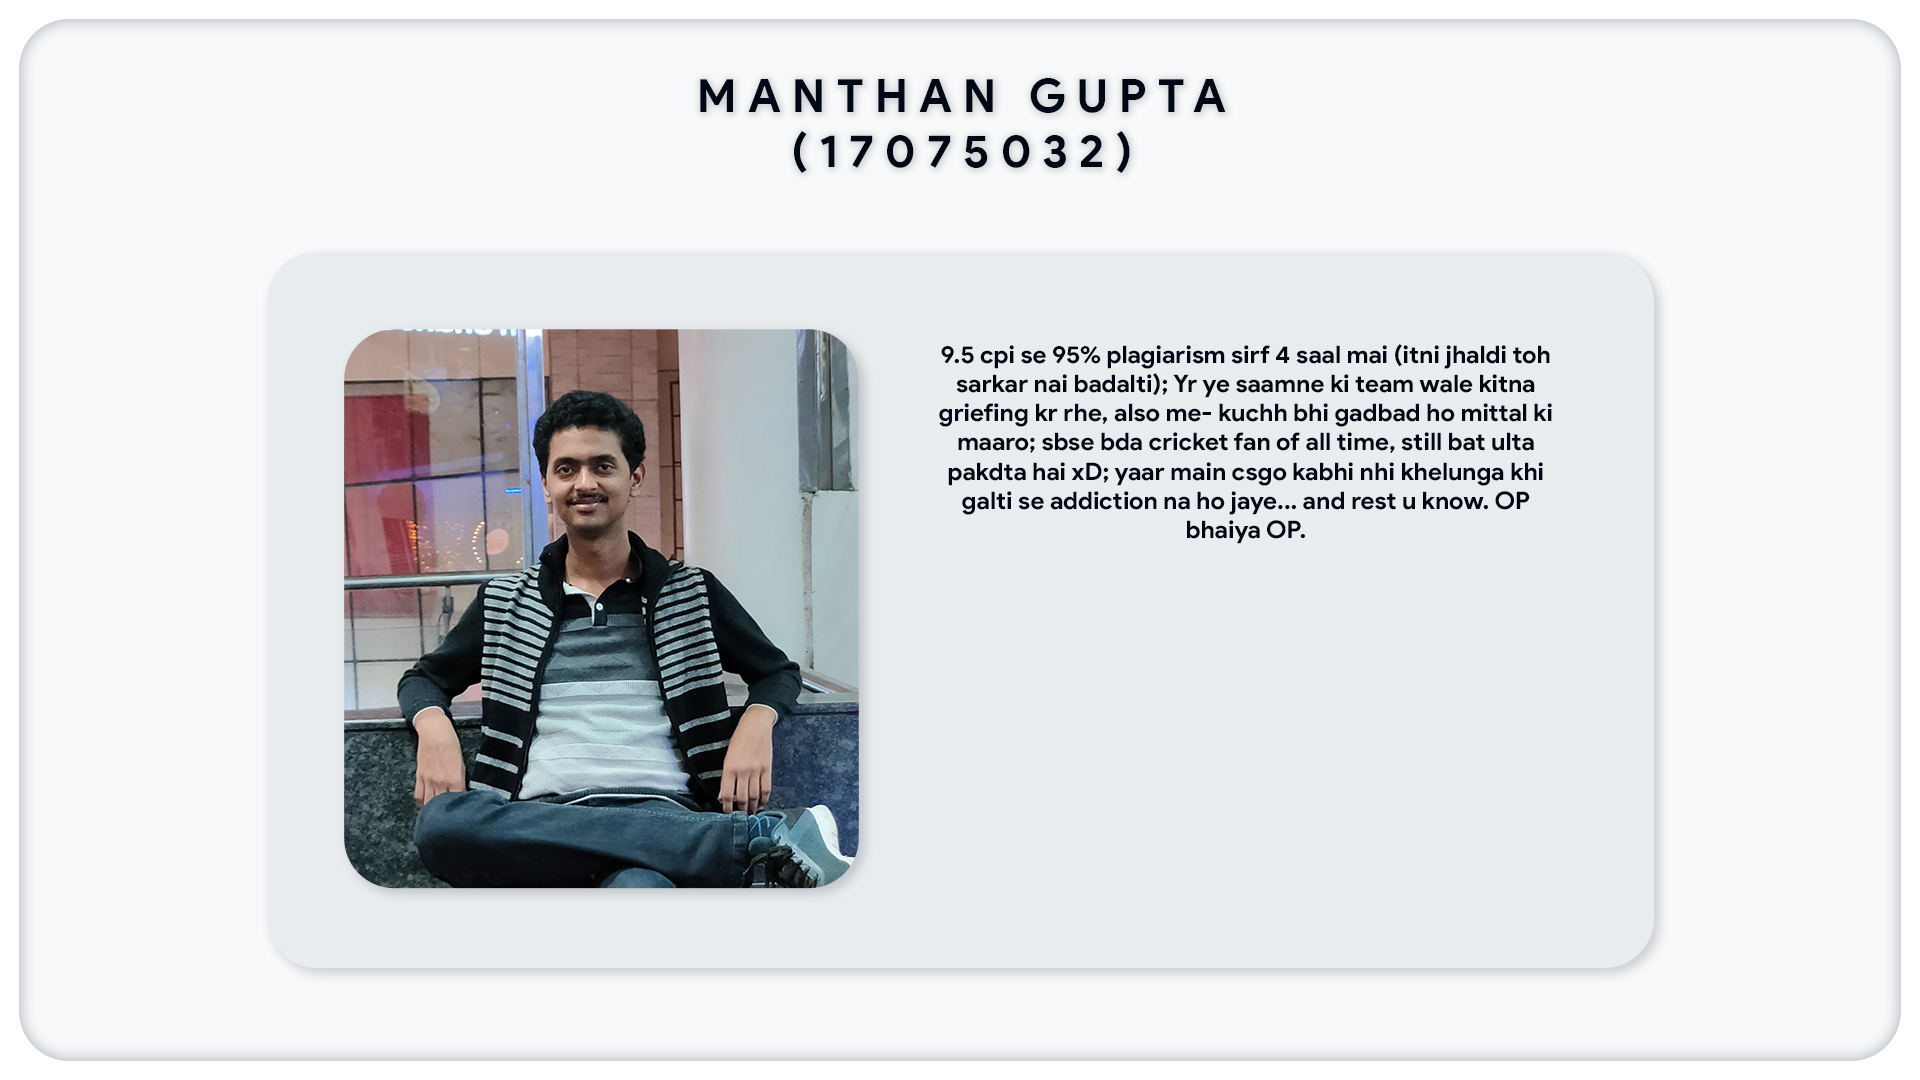 MANTHAN GUPTA
(17075032)
9.5 cpi se 95% plagiarism sirf 4 saal mai (itni jhaldi toh
sarkar nai badalti); Yr ye saamne ki team wale kitna
griefing kr rhe, also me- kuchh bhi gadbad ho mittal ki
maaro; sbse bda cricket fan of all time, still bat ulta
pakdta hai xD; yaar main csgo kabhi nhi khelunga khi
galti se addiction na ho jaye... and rest u know. OP
bhaiya OP.